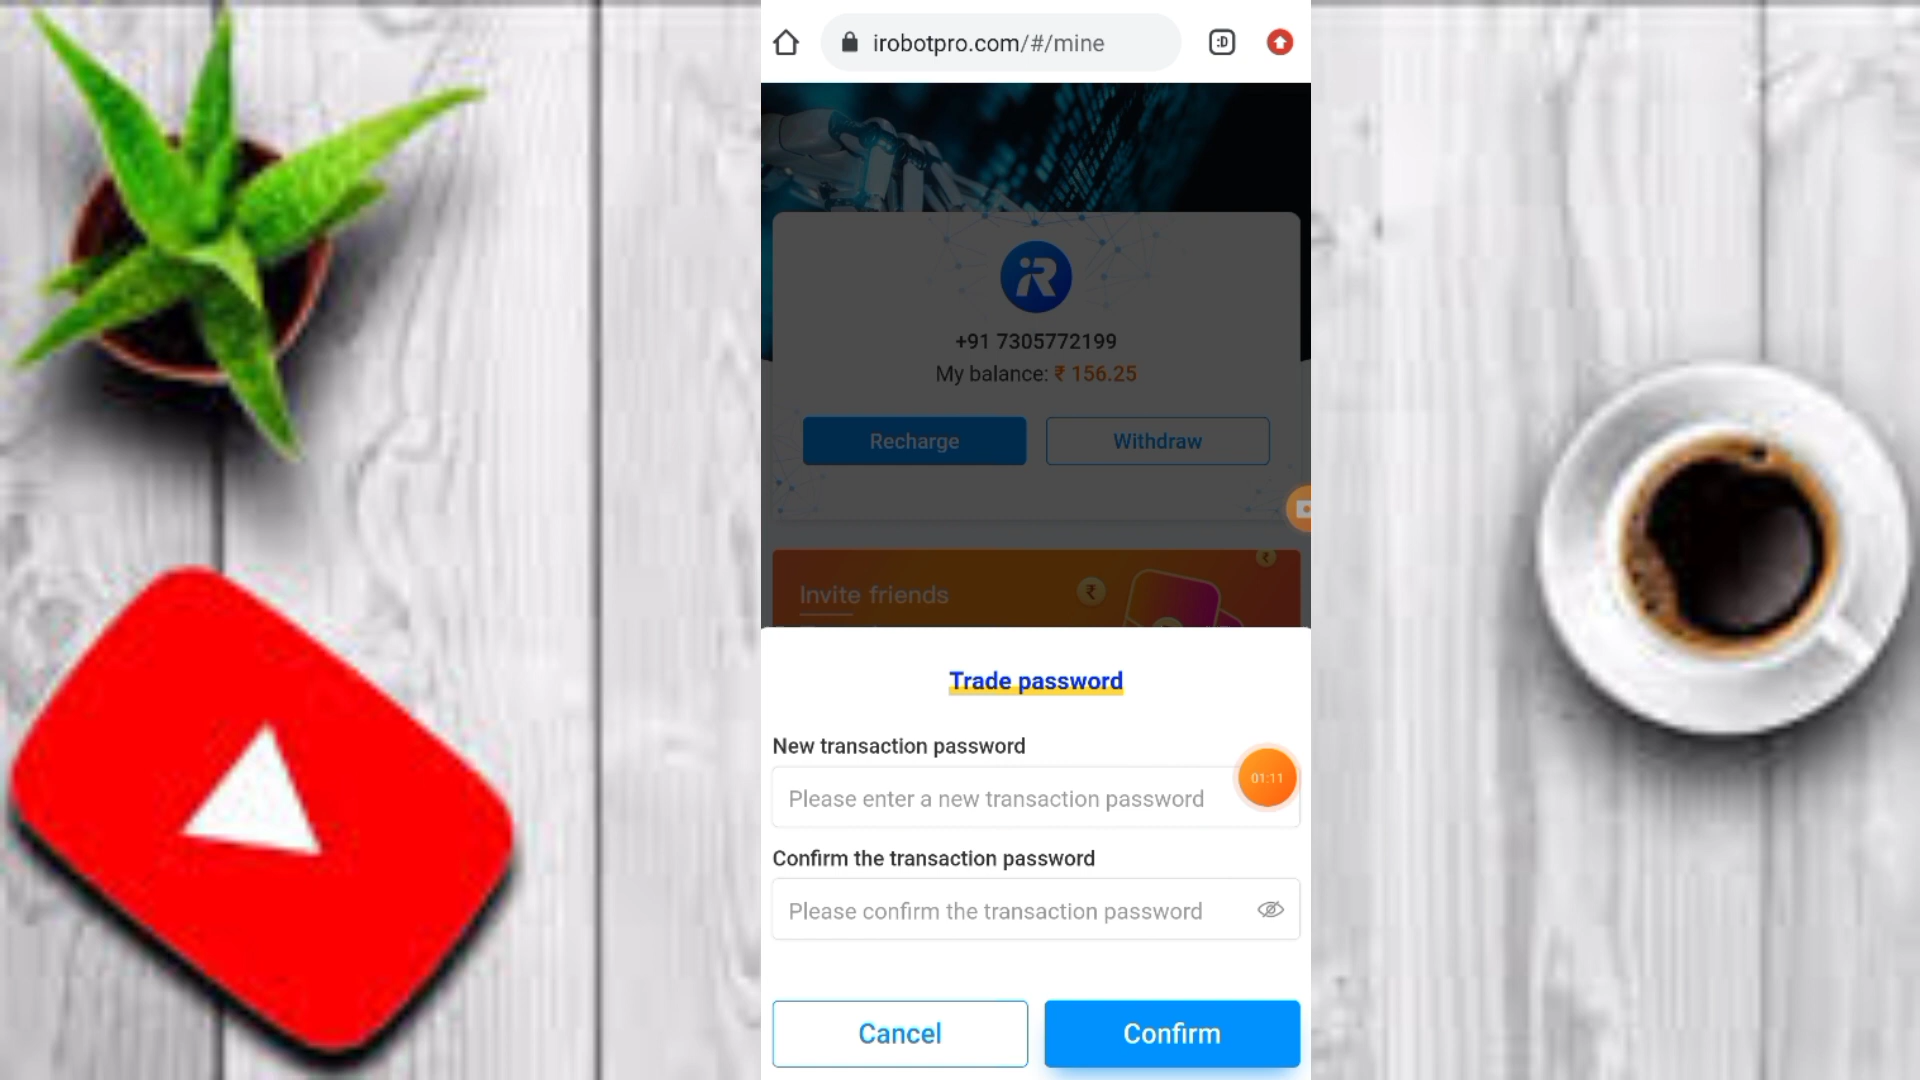 irobotpro.com/#/mine
:D
iR
+91 7305772199
My balance: ₹ 156.25
Recharge
Withdraw
Invite friends
₹
₹
Trade password
New transaction password
Please enter a new transaction password
01:11
Confirm the transaction password
Please confirm the transaction password
Cancel
Confirm